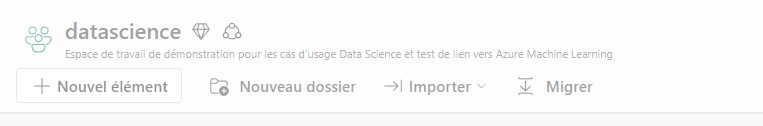 datascience
Espace de travail de démonstration pour les cas d'usage Data Science et test de lien vers Azure Machine Learning
Nouvel élément Nouveau dossier Importer Migrer